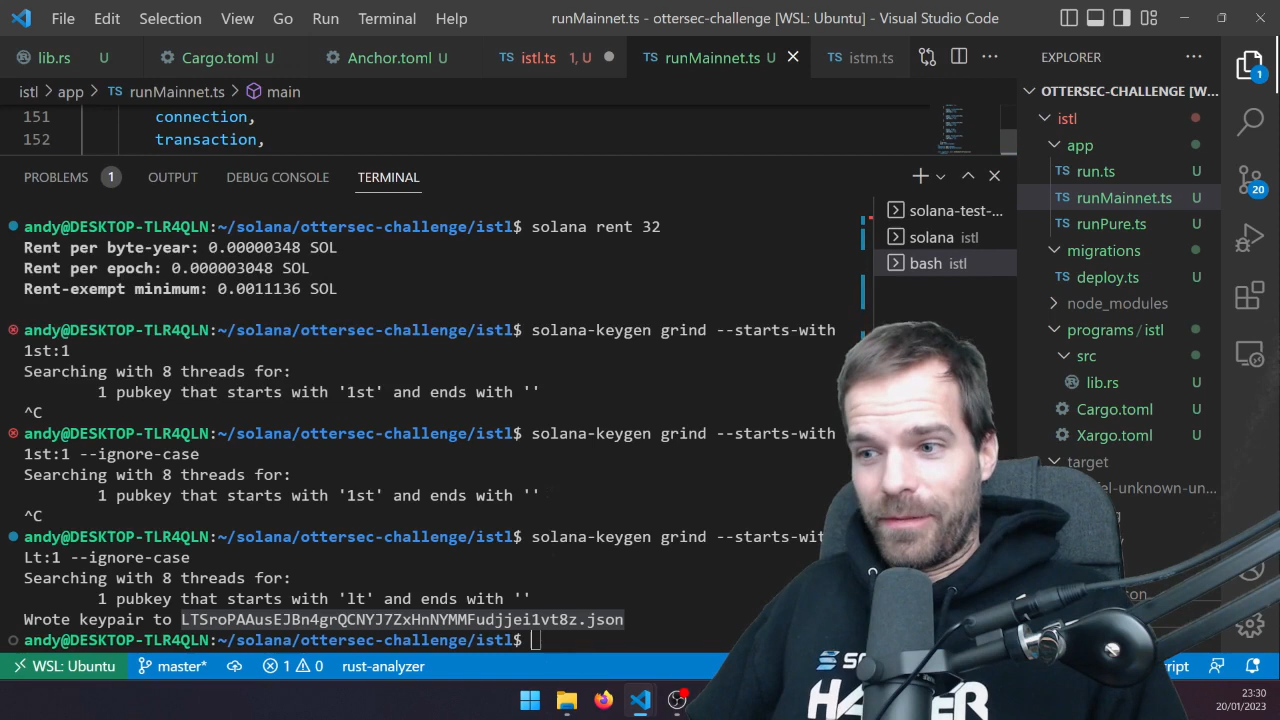 File Edit Selection View Go Run Terminal Help runMainnet.ts - ottersec-challenge [WSL: Ubuntu] - Visual Studio Code
lib.rs U Cargo.toml U Anchor.toml U istl.ts 1, U runMainnet.ts U istm.ts
EXPLORER
istl > app > TS runMainnet.ts > main
151 connection,
152 transaction,
PROBLEMS 1 OUTPUT DEBUG CONSOLE TERMINAL
andy@DESKTOP-TLR4QLN:~/solana/ottersec-challenge/istl$ solana rent 32
Rent per byte-year: 0.00000348 SOL
Rent per epoch: 0.000003048 SOL
Rent-exempt minimum: 0.0011136 SOL
andy@DESKTOP-TLR4QLN:~/solana/ottersec-challenge/istl$ solana-keygen grind --starts-with
1st:1
Searching with 8 threads for:
1 pubkey that starts with '1st' and ends with ''
^C
andy@DESKTOP-TLR4QLN:~/solana/ottersec-challenge/istl$ solana-keygen grind --starts-with
1st:1 --ignore-case
Searching with 8 threads for:
1 pubkey that starts with '1st' and ends with ''
^C
andy@DESKTOP-TLR4QLN:~/solana/ottersec-challenge/istl$ solana-keygen grind --starts-wit
Lt:1 --ignore-case
Searching with 8 threads for:
1 pubkey that starts with 'lt' and ends with ''
Wrote keypair to LTSroPAAusEJBn4grQCNYJ7ZxHnNYMMFudjjei1vt8z.json
andy@DESKTOP-TLR4QLN:~/solana/ottersec-challenge/istl$
solana-test-...
solana istl
bash istl
OTTERSEC-CHALLENGE [W...
istl
app
TS run.ts U
TS runMainnet.ts U
TS runPure.ts U
migrations
TS deploy.ts U
node_modules
programs / istl
src
lib.rs U
Cargo.toml U
Xargo.toml U
target
el-unknown-un...
1
20
WSL: Ubuntu master* 1 0 rust-analyzer
23:30
20/01/2023